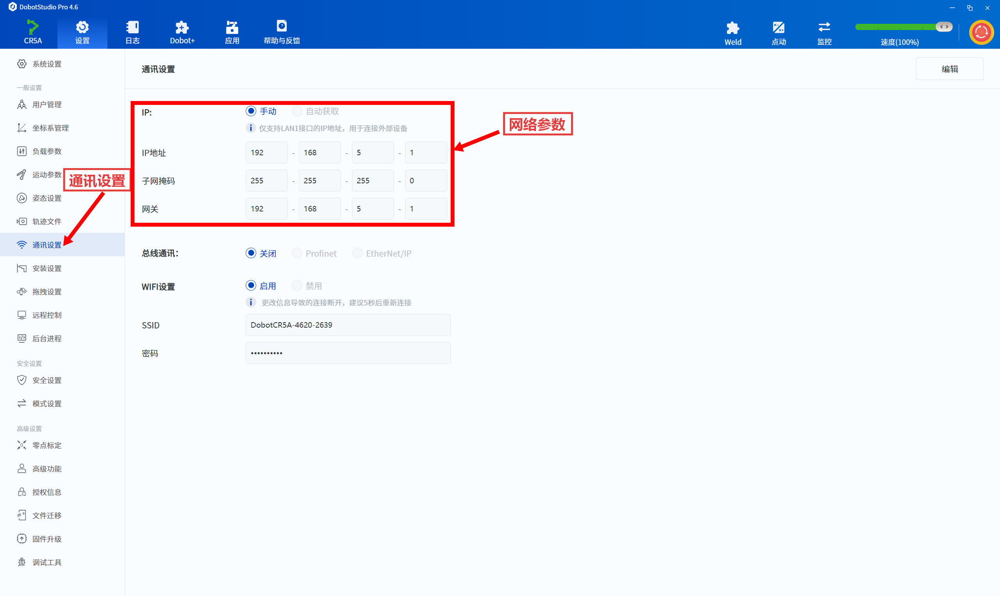 DobotStudio Pro 4.6
CR5A
设置
日志
Dobot+
应用
帮助与反馈
Weld
点动
监控
速度(100%)
系统设置
一般设置
用户管理
坐标系管理
负载参数
运动参数
姿态设置
轨迹文件
通讯设置
安装设置
拖拽设置
远程控制
后台进程
安全设置
安全设置
模式设置
高级设置
零点标定
高级功能
授权信息
文件迁移
固件升级
调试工具
通讯设置
通讯设置
编辑
IP: 手动 自动获取
仅支持LAN1接口的IP地址，用于连接外部设备
IP地址 192 - 168 - 5 - 1
子网掩码 255 - 255 - 255 - 0
网关 192 - 168 - 5 - 1
网络参数
总线通讯： 关闭 Profinet EtherNet/IP
WIFI设置 启用 禁用
更改信息导致的连接断开，建议5秒后重新连接
SSID DobotCR5A-4620-2639
密码 ••••••••••